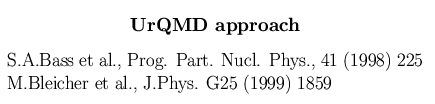 UrQMD approach
S.A.Bass et al., Prog. Part. Nucl. Phys., 41 (1998) 225
M.Bleicher et al., J.Phys. G25 (1999) 1859